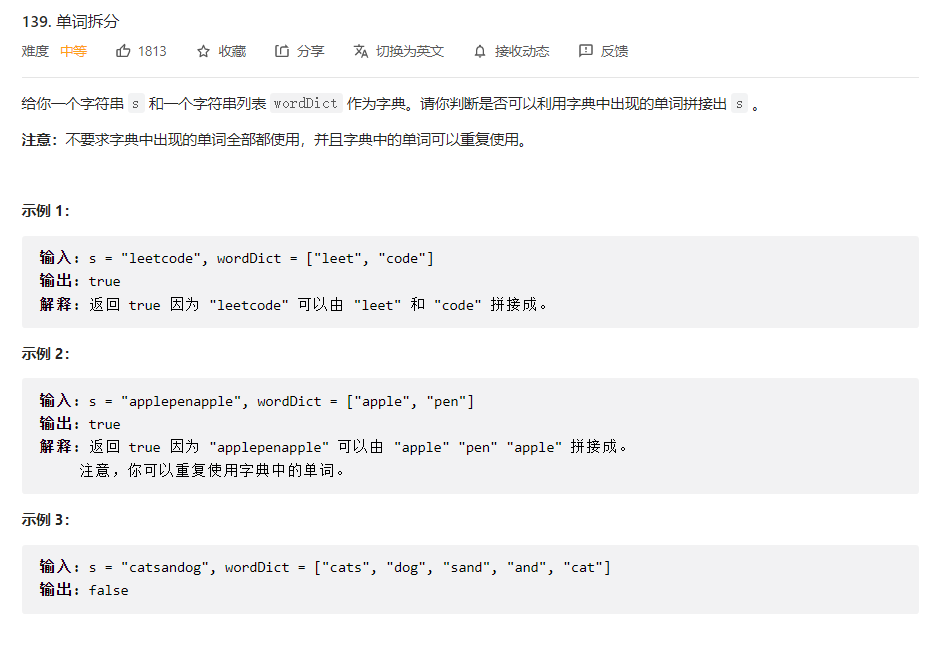 139. 单词拆分
难度 中等 1813 收藏 分享 切换为英文 接收动态 反馈
给你一个字符串 s 和一个字符串列表 wordDict 作为字典。请你判断是否可以利用字典中出现的单词拼接出 s 。
注意：不要求字典中出现的单词全部都使用，并且字典中的单词可以重复使用。
示例 1：
输入: s = "leetcode", wordDict = ["leet", "code"]
输出: true
解释: 返回 true 因为 "leetcode" 可以由 "leet" 和 "code" 拼接成。
示例 2：
输入: s = "applepenapple", wordDict = ["apple", "pen"]
输出: true
解释: 返回 true 因为 "applepenapple" 可以由 "apple" "pen" "apple" 拼接成。
注意，你可以重复使用字典中的单词。
示例 3：
输入: s = "catsandog", wordDict = ["cats", "dog", "sand", "and", "cat"]
输出: false